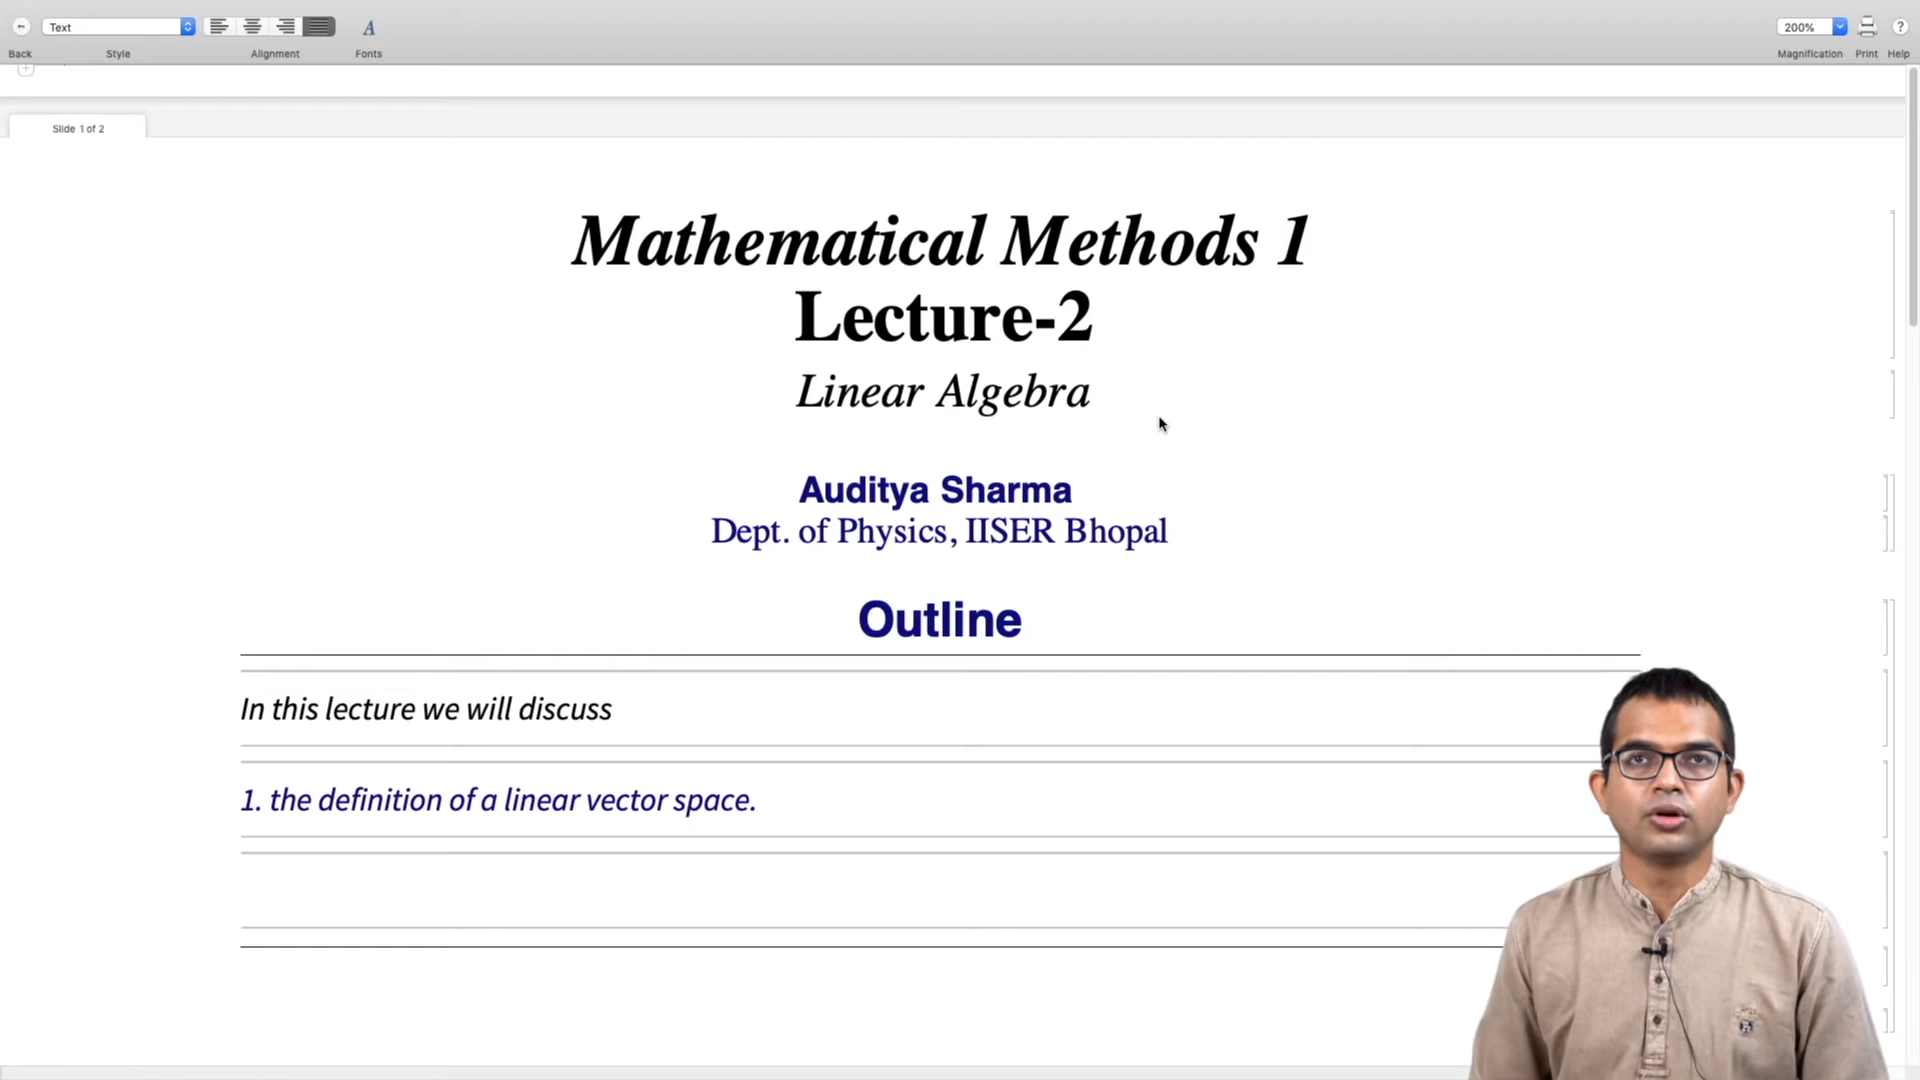 Text
200%
Back
Style
Alignment
Fonts
Magnification
Print
Help
Slide 1 of 2
Mathematical Methods 1
Lecture-2
Linear Algebra
Auditya Sharma
Dept. of Physics, IISER Bhopal
Outline
In this lecture we will discuss
1. the definition of a linear vector space.